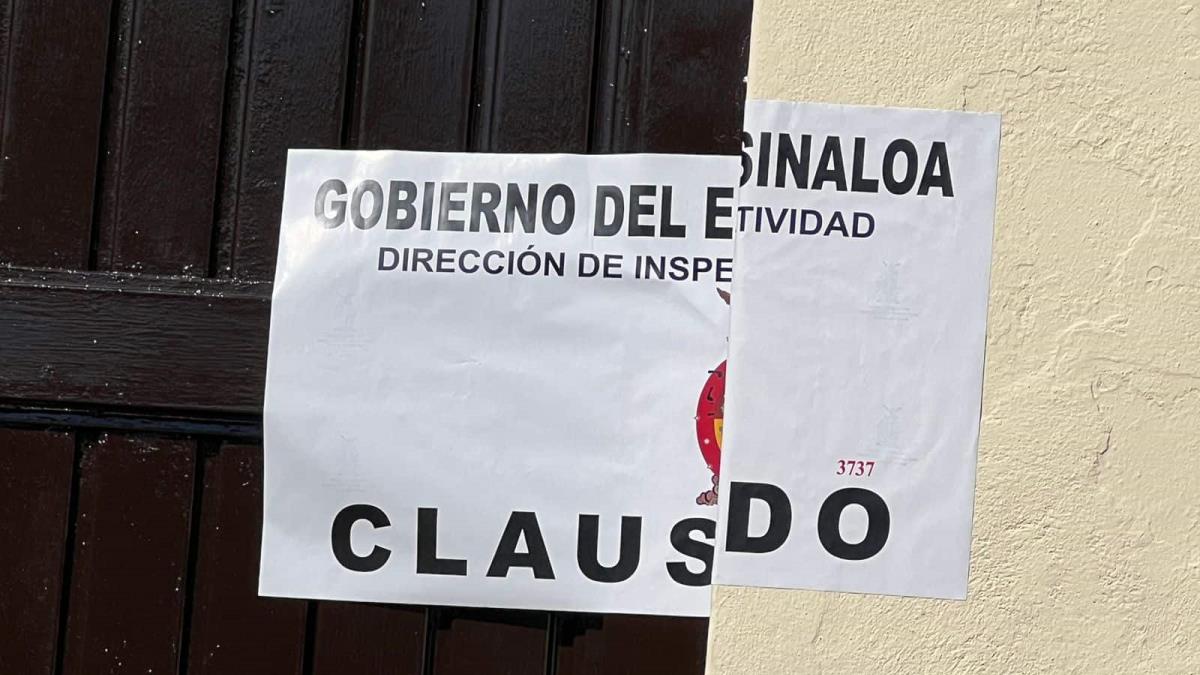 GOBIERNO DEL E SINALOA
DIRECCIÓN DE INSPE TIVIDAD
3737
CLAUS DO